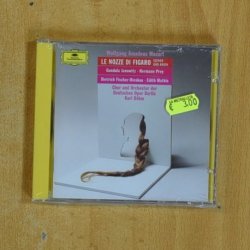 Wolfgang Amadeus Mozart
LE NOZZE DI FIGARO
Gundula Janowitz · Hermann Prey
Dietrich Fischer-Dieskau · Edith Mathis
Chor und Orchester der
Deutschen Oper Berlin
Karl Böhm
€ 3,00